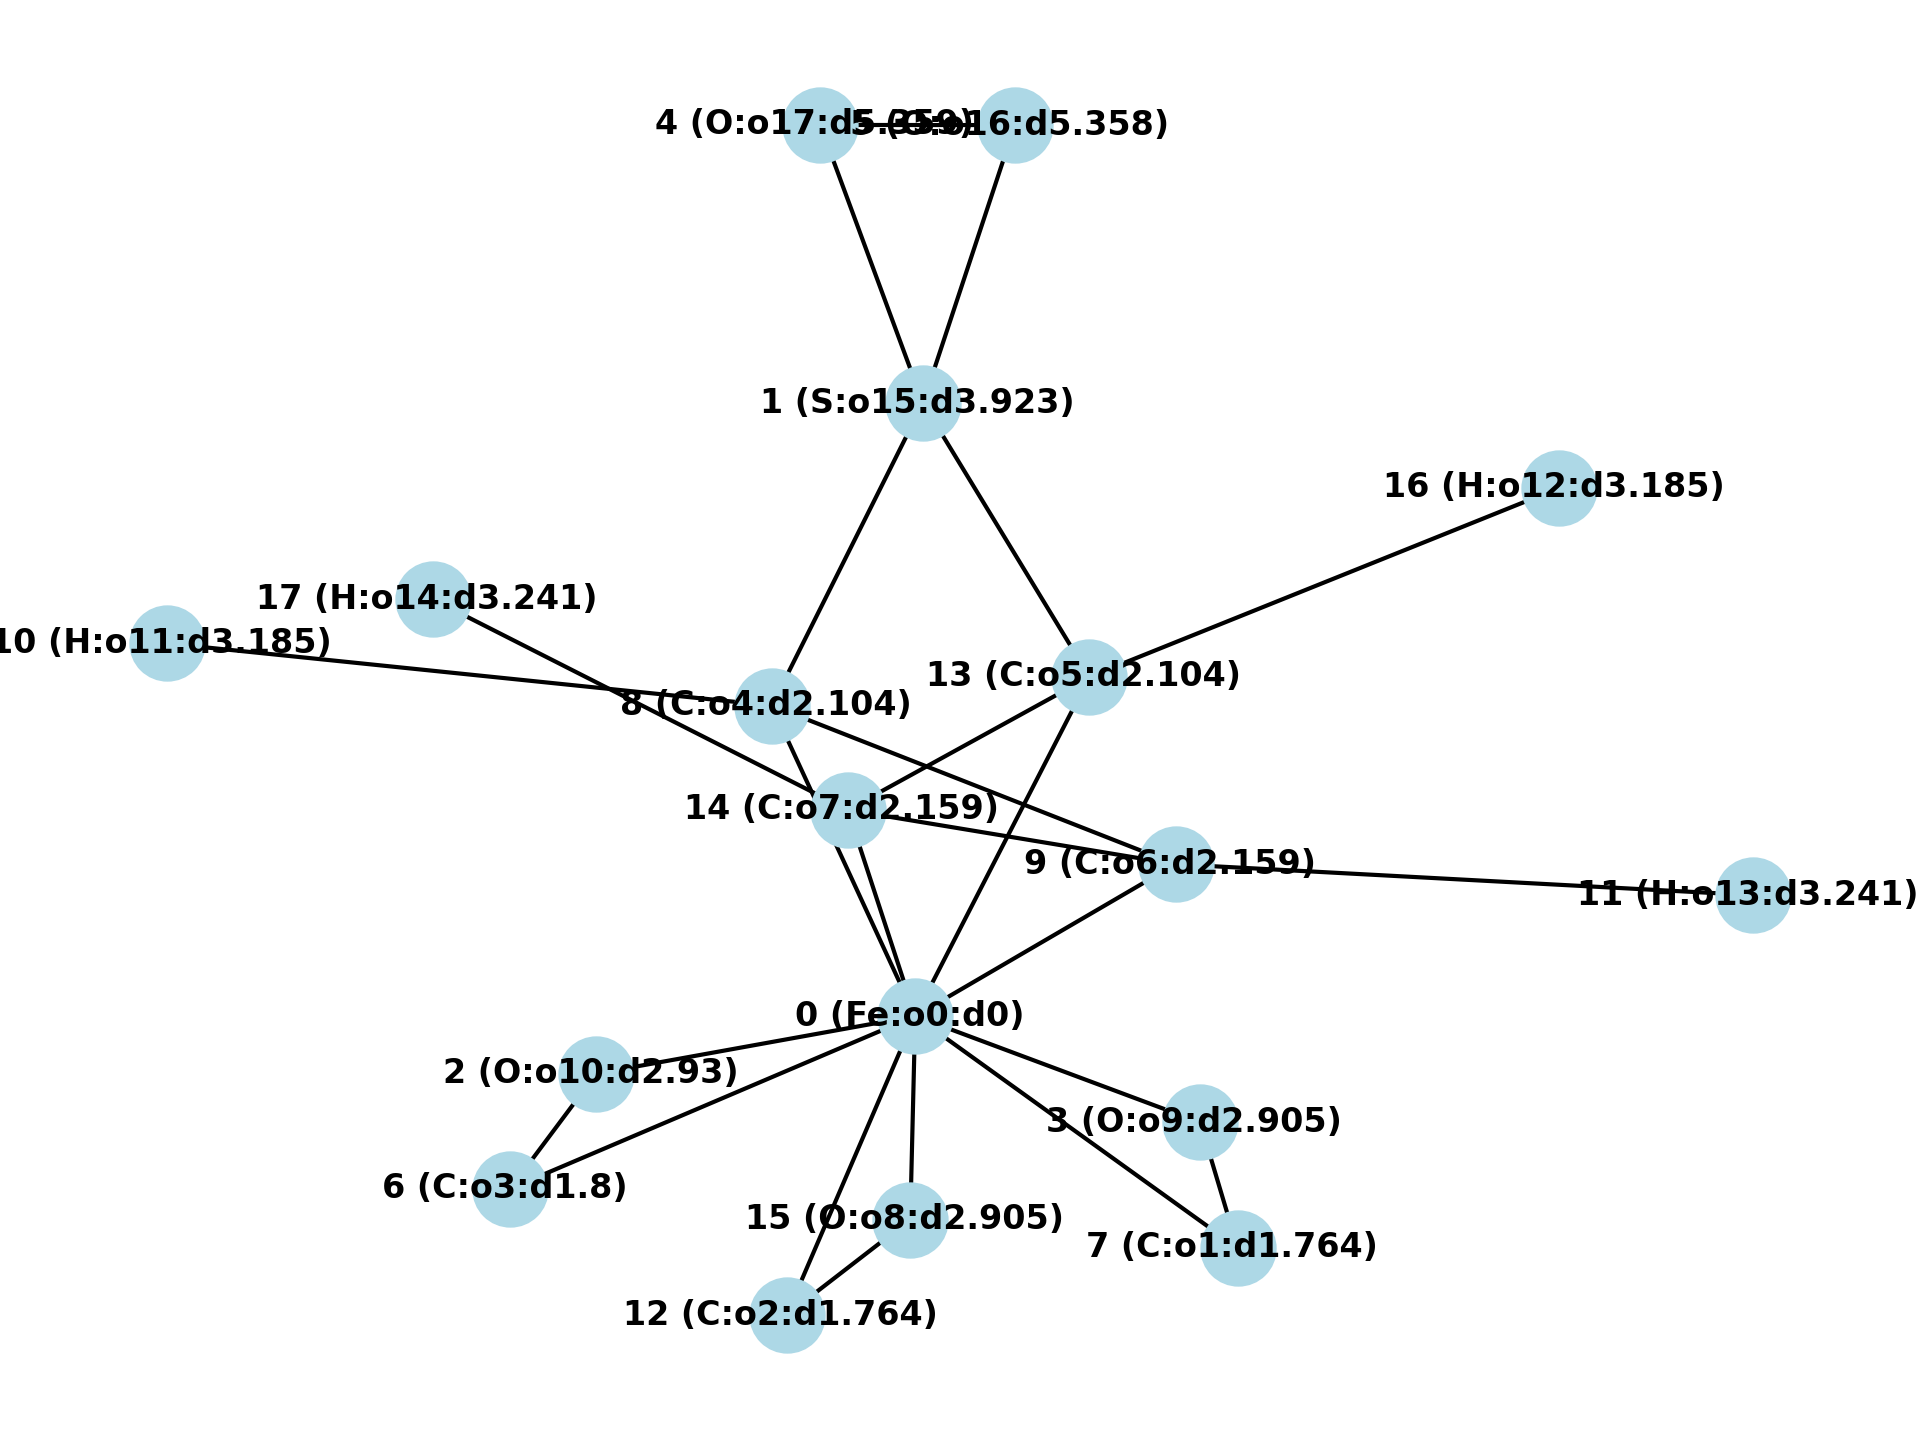 4 (O:o17:d5.359)
5 (O:o16:d5.358)
1 (S:o15:d3.923)
16 (H:o12:d3.185)
17 (H:o14:d3.241)
10 (H:o11:d3.185)
13 (C:o5:d2.104)
8 (C:o4:d2.104)
14 (C:o7:d2.159)
9 (C:o6:d2.159)
11 (H:o13:d3.241)
0 (Fe:o0:d0)
2 (O:o10:d2.93)
3 (O:o9:d2.905)
6 (C:o3:d1.8)
15 (O:o8:d2.905)
7 (C:o1:d1.764)
12 (C:o2:d1.764)